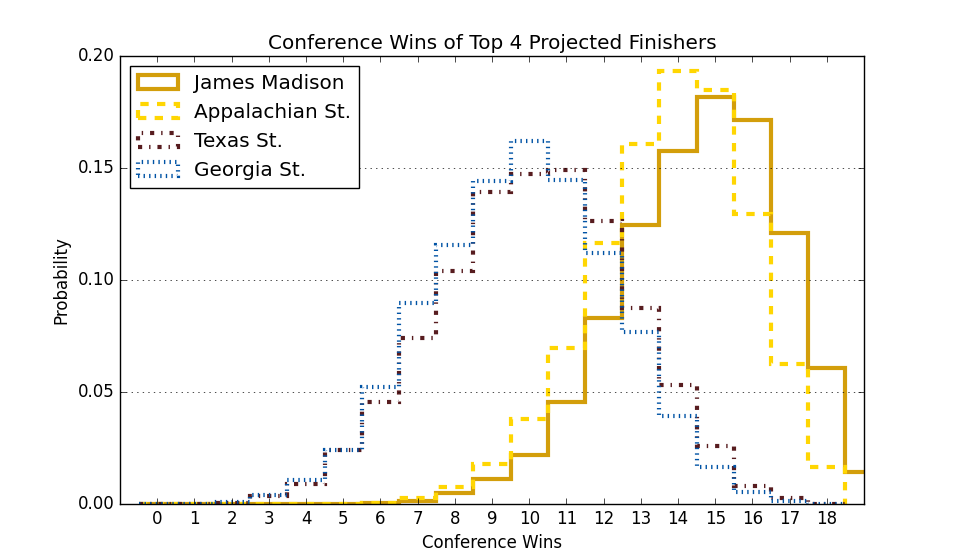 Conference Wins of Top 4 Projected Finishers
James Madison
Appalachian St.
Texas St.
Georgia St.
0.20
0.15
0.10
0.05
0.00
Probability
0 1 2 3 4 5 6 7 8 9 10 11 12 13 14 15 16 17 18
Conference Wins